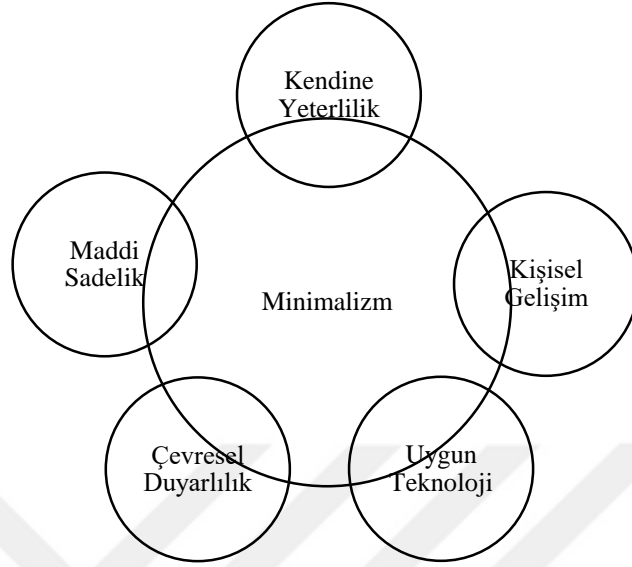 Kendine
Yeterlilik
Maddi
Sadelik
Minimalizm
Kişisel
Gelişim
Çevresel
Duyarlılık
Uygun
Teknoloji